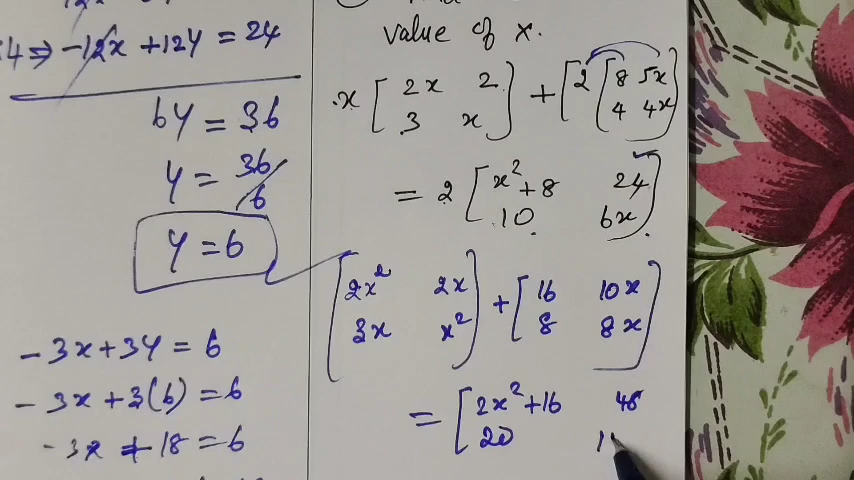 4 ⇒ -12x + 12y = 24
6y = 36
y = 36/6
y = 6
-3x + 3y = 6
-3x + 3(6) = 6
-3x + 18 = 6
value of x.
x [ 2x 2
3 x ] + [ 2 [ 8 5x
4 4x ]
= 2 [ x² + 8 24
10 6x ]
[ 2x² 2x
3x x² ] + [ 16 10x
8 8x ]
= [ 2x² + 16 48
20 1